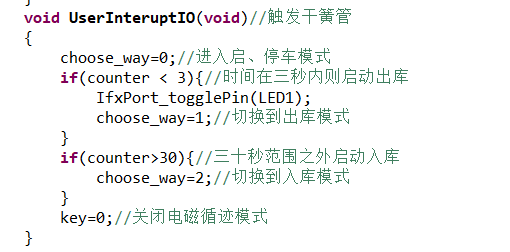 void UserInteruptIO(void)//触发干簧管
{
choose_way=0;//进入启、停车模式
if(counter < 3){//时间在三秒内则启动出库
IfxPort_togglePin(LED1);
choose_way=1;//切换到出库模式
}
if(counter>30){//三十秒范围之外启动入库
choose_way=2;//切换到入库模式
}
key=0;//关闭电磁循迹模式
}